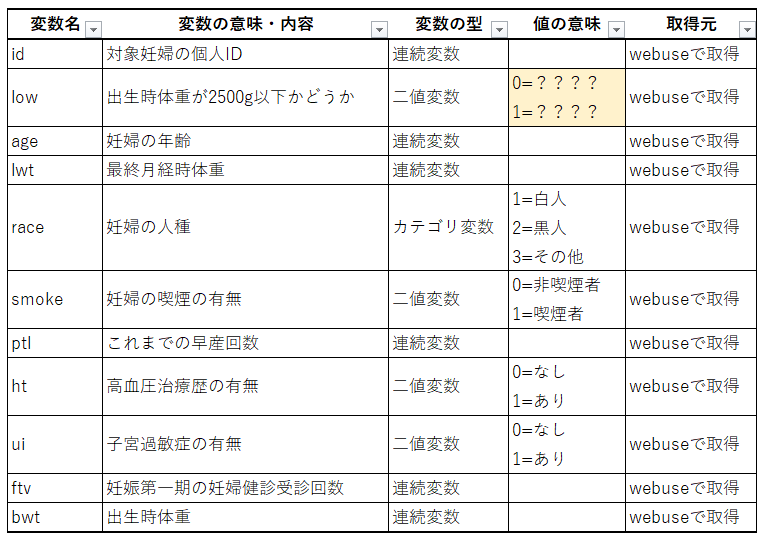 変数名 変数の意味・内容 変数の型 値の意味 取得元
id 対象妊婦の個人ID 連続変数 webuseで取得
low 出生時体重が2500g以下かどうか 二値変数 0=？？？？ webuseで取得
1=？？？？
age 妊婦の年齢 連続変数 webuseで取得
lwt 最終月経時体重 連続変数 webuseで取得
1=白人
race 妊婦の人種 カテゴリ変数 2=黒人 webuseで取得
3=その他
smoke 妊婦の喫煙の有無 二値変数 0=非喫煙者 webuseで取得
1=喫煙者
ptl これまでの早産回数 連続変数 webuseで取得
ht 高血圧治療歴の有無 二値変数 0=なし webuseで取得
1=あり
ui 子宮過敏症の有無 二値変数 0=なし webuseで取得
1=あり
ftv 妊娠第一期の妊婦健診受診回数 連続変数 webuseで取得
bwt 出生時体重 連続変数 webuseで取得